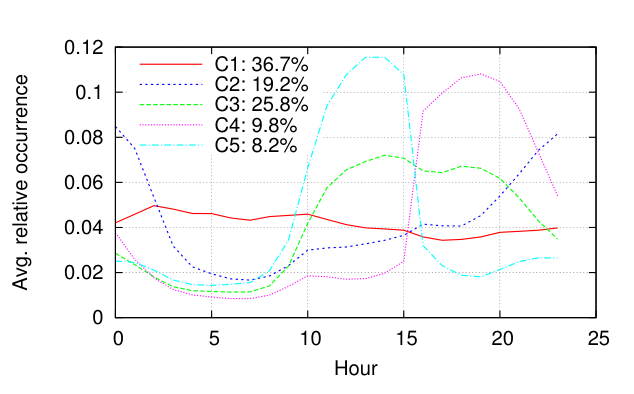 0.12
0.1
0.08
0.06
0.04
0.02
0
Avg. relative occurrence
C1: 36.7%
C2: 19.2%
C3: 25.8%
C4: 9.8%
C5: 8.2%
0 5 10 15 20 25
Hour